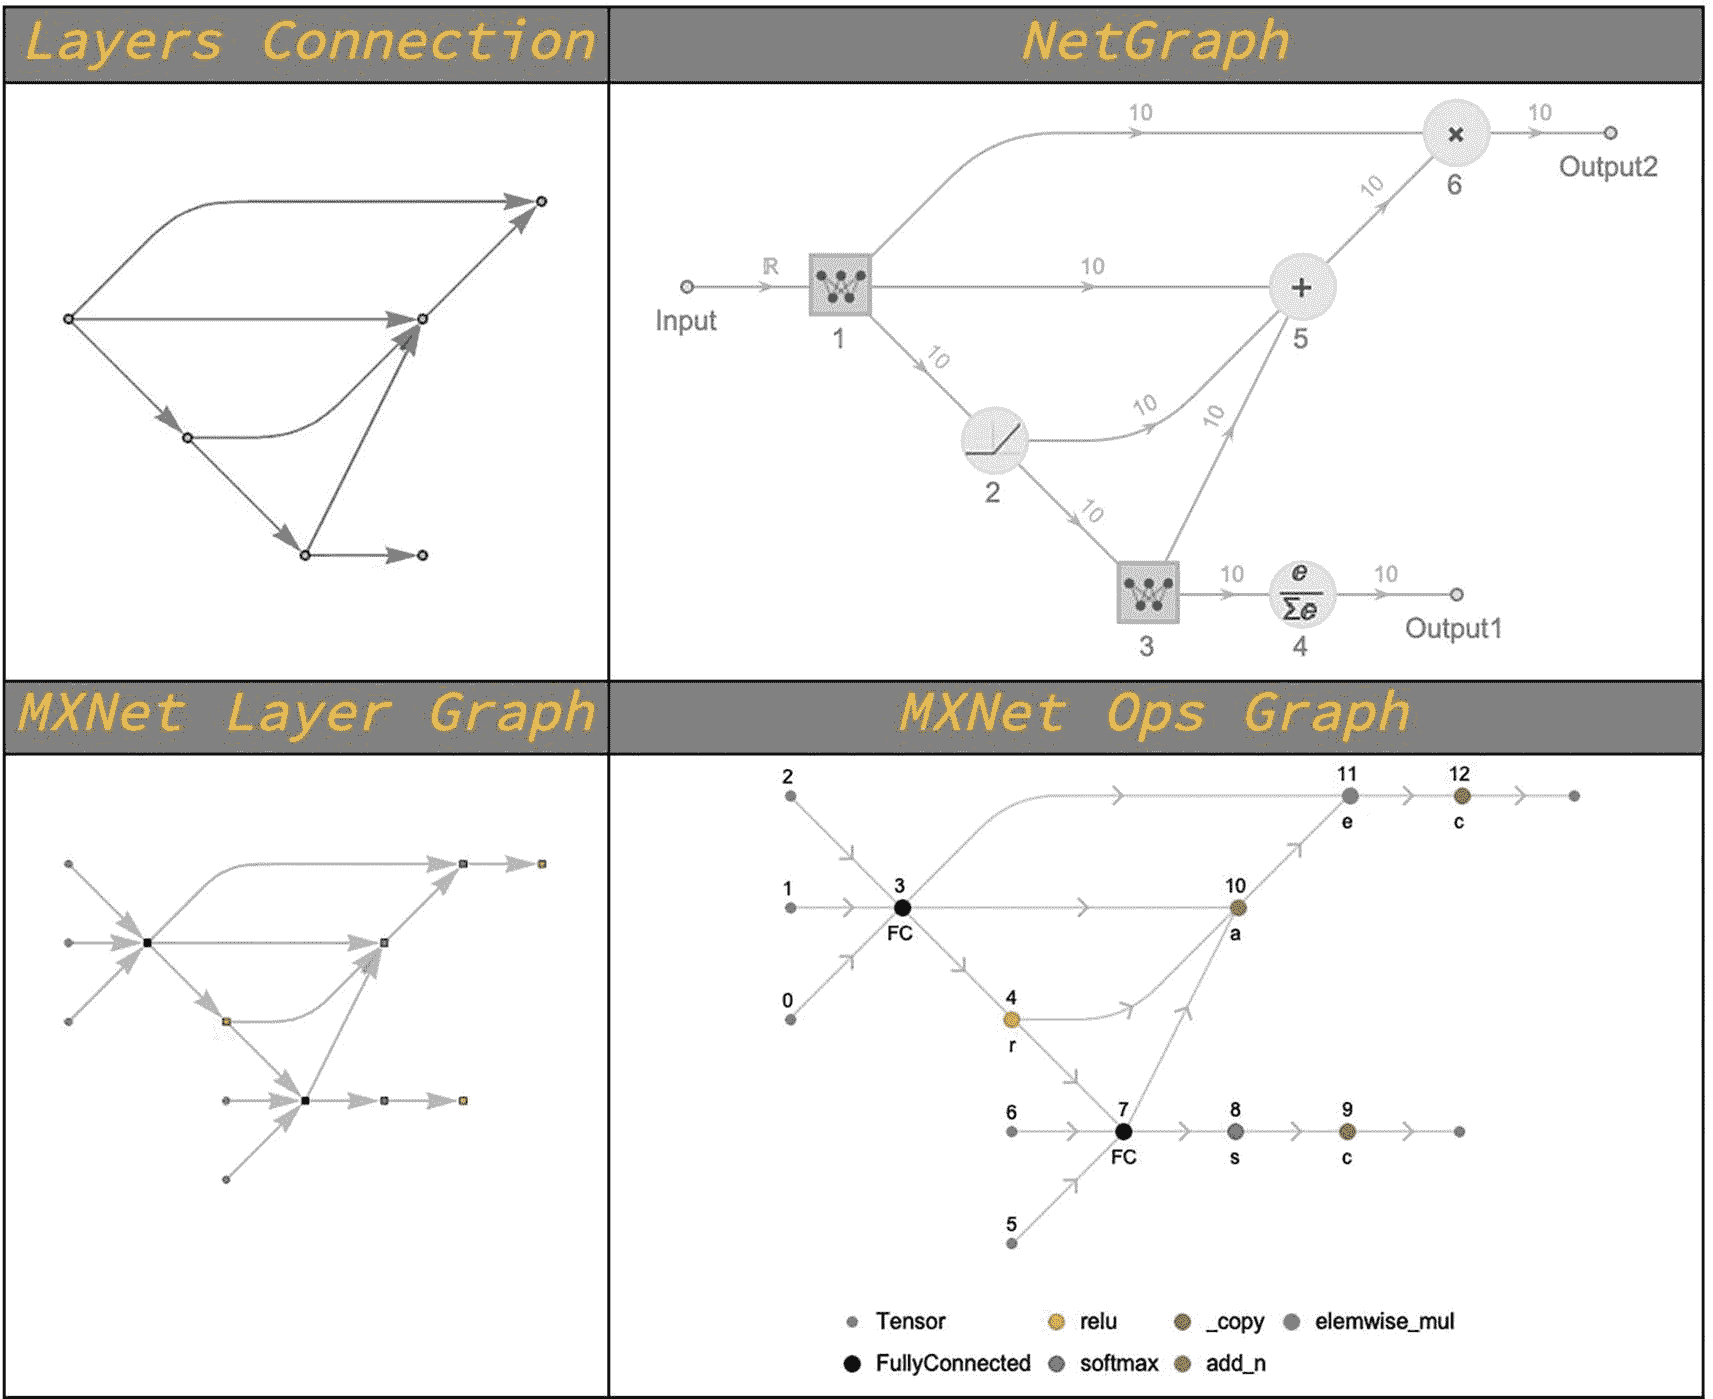 Layers Connection
NetGraph
10
10
×
Output2
6
10
R
10
+
Input
1
5
10
10
10
2
10
10
e
10
Σe
Output1
3
4
MXNet Layer Graph
MXNet Ops Graph
2
11
12
e
c
1
3
10
FC
a
0
4
r
6
7
8
9
FC
s
c
5
Tensor
relu
_copy
elemwise_mul
FullyConnected
softmax
add_n